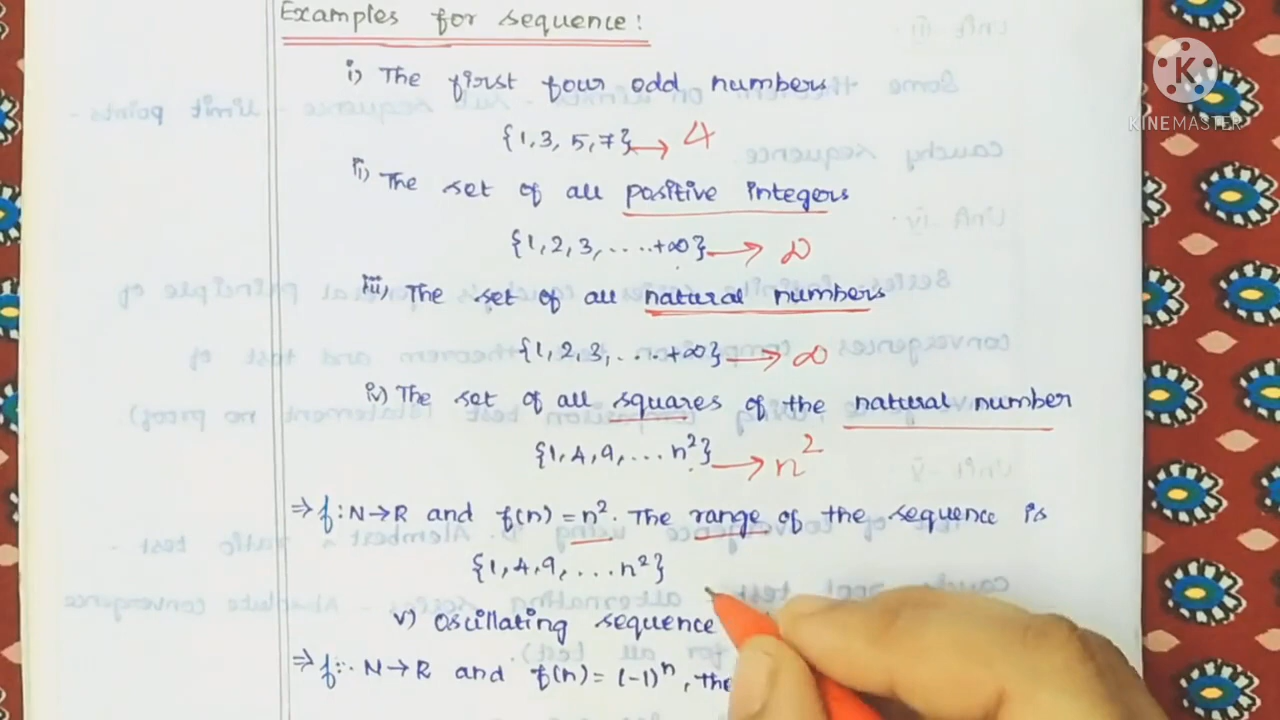 Examples for sequence:
K
KINEMASTER
i) The first four odd numbers
{1, 3, 5, 7} → 4
ii) The set of all positive integers
{1, 2, 3, ....+∞} → ∞
iii) The set of all natural numbers
{1, 2, 3, ....+∞} → ∞
iv) The set of all squares of the natural number
{1, 4, 9, ... n²} → n²
⇒ f: N→R and f(n) = n². The range of the sequence is
{1, 4, 9, ... n²}
v) Oscillating sequence
⇒ f: N→R and f(n) = (-1)ⁿ, the